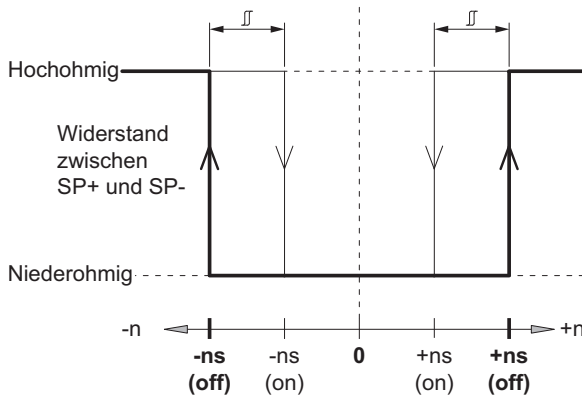 Hochohmig
Widerstand
zwischen
SP+ und SP-
Niederohmig
-n
+n
-ns
(off)
-ns
(on)
0
+ns
(on)
+ns
(off)